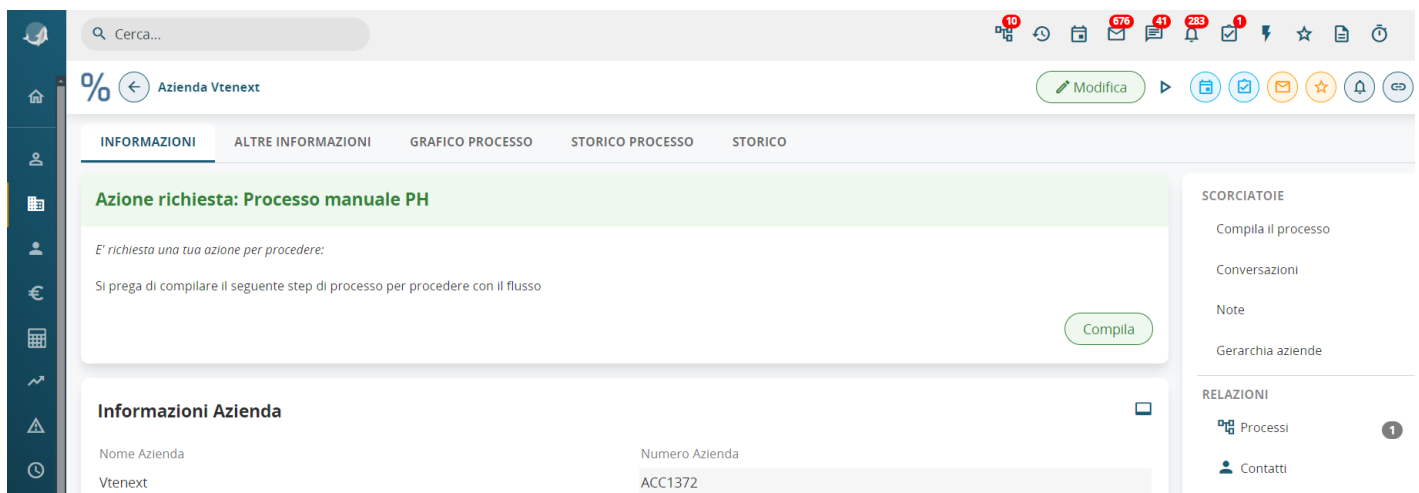 Cerca...
10
676
41
283
1
% Azienda Vtenext
Modifica
INFORMAZIONI ALTRE INFORMAZIONI GRAFICO PROCESSO STORICO PROCESSO STORICO
Azione richiesta: Processo manuale PH
E' richiesta una tua azione per procedere:
Si prega di compilare il seguente step di processo per procedere con il flusso
Compila
Informazioni Azienda
Nome Azienda
Vtenext
Numero Azienda
ACC1372
SCORCIATOIE
Compila il processo
Conversazioni
Note
Gerarchia aziende
RELAZIONI
Processi 1
Contatti